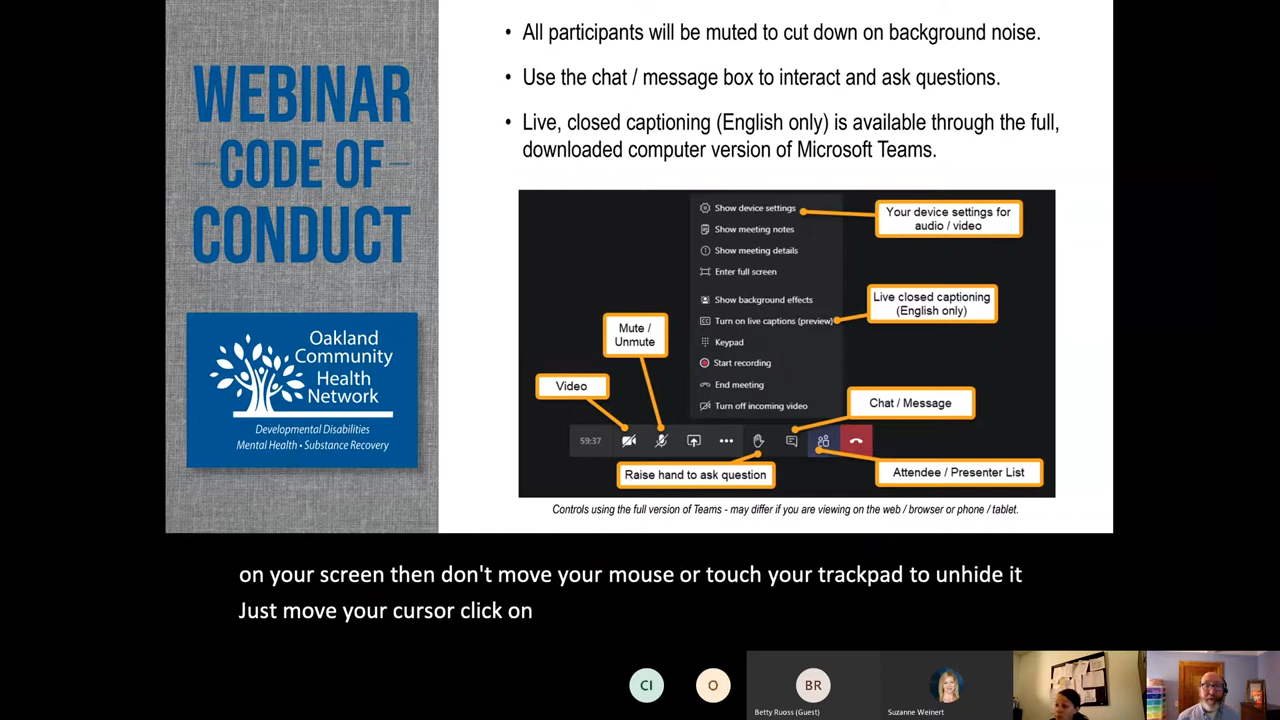 WEBINAR
CODE OF
CONDUCT
Oakland
Community
Health
Network
Developmental Disabilities
Mental Health • Substance Recovery
• All participants will be muted to cut down on background noise.
• Use the chat / message box to interact and ask questions.
• Live, closed captioning (English only) is available through the full,
downloaded computer version of Microsoft Teams.
Show device settings
Show meeting notes
Show meeting details
Enter full screen
Show background effects
Turn on live captions (preview)
Keypad
Start recording
End meeting
Turn off incoming video
Your device settings for
audio / video
Live closed captioning
(English only)
Mute /
Unmute
Video
Chat / Message
59:37
Raise hand to ask question
Attendee / Presenter List
Controls using the full version of Teams - may differ if you are viewing on the web / browser or phone / tablet.
on your screen then don't move your mouse or touch your trackpad to unhide it
Just move your cursor click on
CI
O
BR
Betty Ruoss (Guest)
Suzanne Weinert